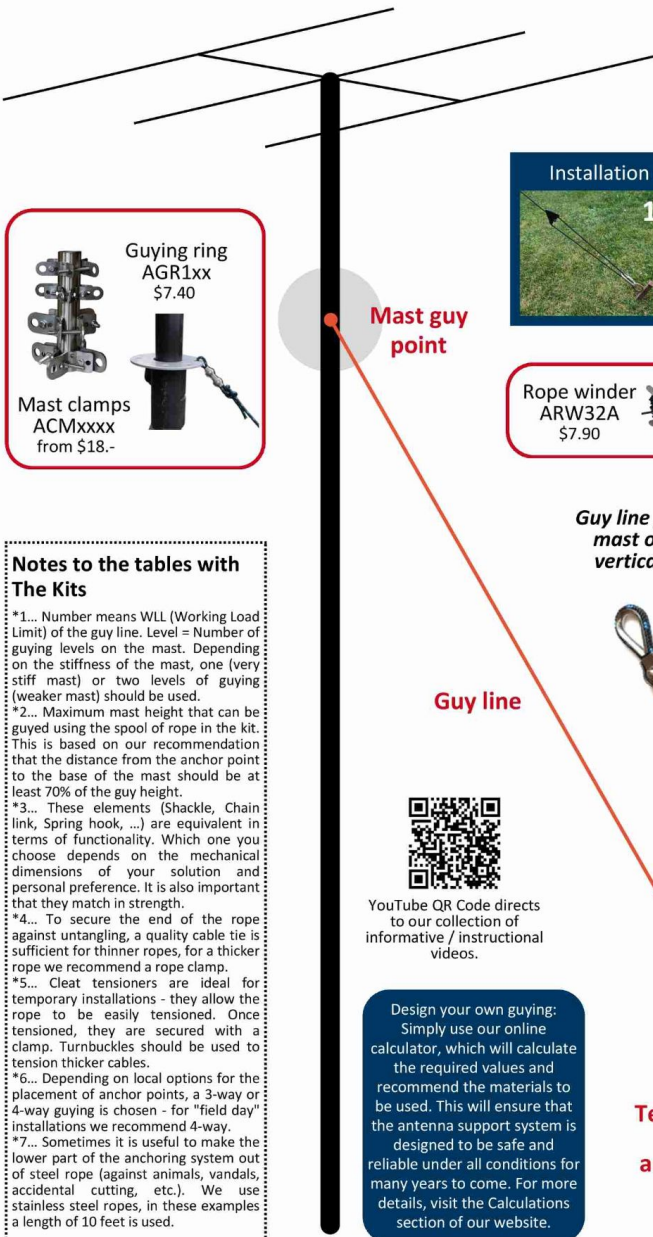 Installation
1
Guying ring
AGR1xx
$7.40
Mast clamps
ACMxxxx
from $18.-
Mast guy
point
Rope winder
ARW32A
$7.90
Guy line
mast o
vertica
Notes to the tables with
The Kits
*1... Number means WLL (Working Load
Limit) of the guy line. Level = Number of
guying levels on the mast. Depending
on the stiffness of the mast, one (very
stiff mast) or two levels of guying
(weaker mast) should be used.
*2... Maximum mast height that can be
guyed using the spool of rope in the kit.
This is based on our recommendation
that the distance from the anchor point
to the base of the mast should be at
least 70% of the guy height.
*3... These elements (Shackle, Chain
link, Spring hook, ...) are equivalent in
terms of functionality. Which one you
choose depends on the mechanical
dimensions of your solution and
personal preference. It is also important
that they match in strength.
*4... To secure the end of the rope
against untangling, a quality cable tie is
sufficient for thinner ropes, for a thicker
rope we recommend a rope clamp.
*5... Cleat tensioners are ideal for
temporary installations - they allow the
rope to be easily tensioned. Once
tensioned, they are secured with a
clamp. Turnbuckles should be used to
tension thicker cables.
*6... Depending on local options for the
placement of anchor points, a 3-way or
4-way guying is chosen - for "field day"
installations we recommend 4-way.
*7... Sometimes it is useful to make the
lower part of the anchoring system out
of steel rope (against animals, vandals,
accidental cutting, etc.). We use
stainless steel ropes, in these examples
a length of 10 feet is used.
Guy line
YouTube QR Code directs
to our collection of
informative / instructional
videos.
Design your own guying:
Simply use our online
calculator, which will calculate
the required values and
recommend the materials to
be used. This will ensure that
the antenna support system is
designed to be safe and
reliable under all conditions for
many years to come. For more
details, visit the Calculations
section of our website.
Te
a